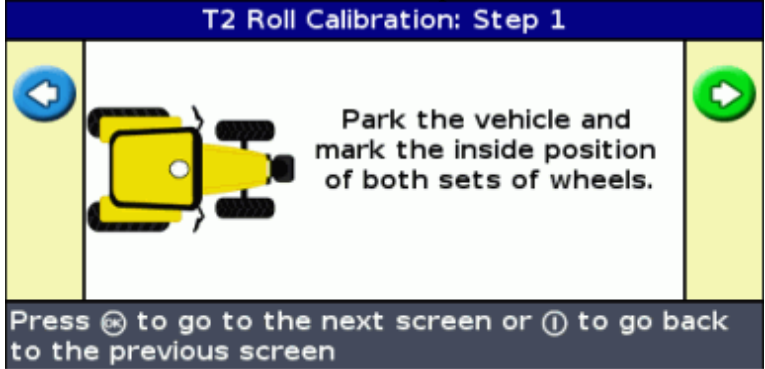 T2 Roll Calibration: Step 1
Park the vehicle and
mark the inside position
of both sets of wheels.
Press OK to go to the next screen or to go back
to the previous screen